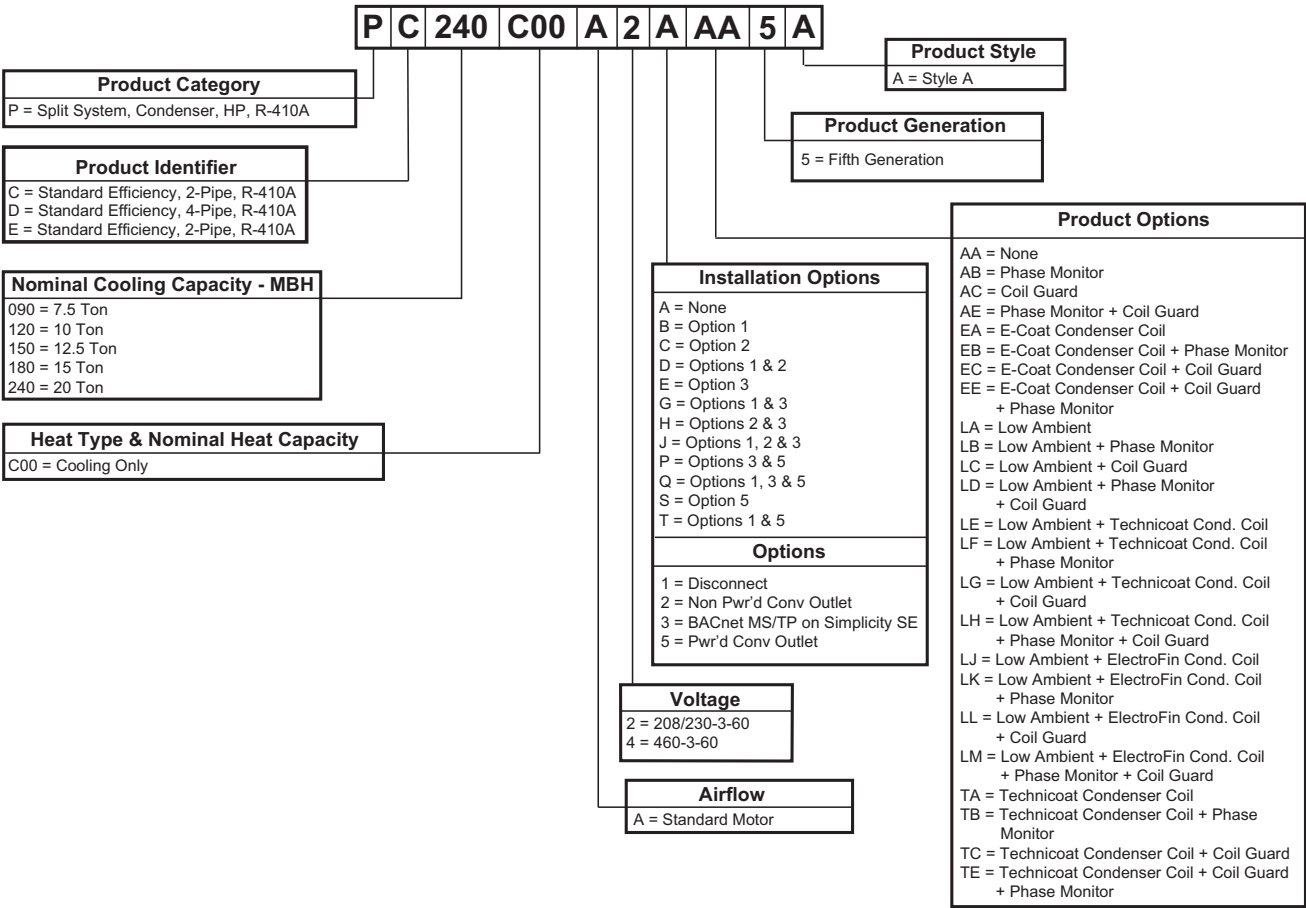 P C 240 C00 A 2 A AA 5 A
Product Category
P = Split System, Condenser, HP, R-410A
Product Identifier
C = Standard Efficiency, 2-Pipe, R-410A
D = Standard Efficiency, 4-Pipe, R-410A
E = Standard Efficiency, 2-Pipe, R-410A
Nominal Cooling Capacity - MBH
090 = 7.5 Ton
120 = 10 Ton
150 = 12.5 Ton
180 = 15 Ton
240 = 20 Ton
Heat Type & Nominal Heat Capacity
C00 = Cooling Only
Airflow
A = Standard Motor
Voltage
2 = 208/230-3-60
4 = 460-3-60
Installation Options
A = None
B = Option 1
C = Option 2
D = Options 1 & 2
E = Option 3
G = Options 1 & 3
H = Options 2 & 3
J = Options 1, 2 & 3
P = Options 3 & 5
Q = Options 1, 3 & 5
S = Option 5
T = Options 1 & 5
Options
1 = Disconnect
2 = Non Pwr'd Conv Outlet
3 = BACnet MS/TP on Simplicity SE
5 = Pwr'd Conv Outlet
Product Options
AA = None
AB = Phase Monitor
AC = Coil Guard
AE = Phase Monitor + Coil Guard
EA = E-Coat Condenser Coil
EB = E-Coat Condenser Coil + Phase Monitor
EC = E-Coat Condenser Coil + Coil Guard
EE = E-Coat Condenser Coil + Coil Guard
+ Phase Monitor
LA = Low Ambient
LB = Low Ambient + Phase Monitor
LC = Low Ambient + Coil Guard
LD = Low Ambient + Phase Monitor
+ Coil Guard
LE = Low Ambient + Technicoat Cond. Coil
LF = Low Ambient + Technicoat Cond. Coil
+ Phase Monitor
LG = Low Ambient + Technicoat Cond. Coil
+ Coil Guard
LH = Low Ambient + Technicoat Cond. Coil
+ Phase Monitor + Coil Guard
LJ = Low Ambient + ElectroFin Cond. Coil
LK = Low Ambient + ElectroFin Cond. Coil
+ Phase Monitor
LL = Low Ambient + ElectroFin Cond. Coil
+ Coil Guard
LM = Low Ambient + ElectroFin Cond. Coil
+ Phase Monitor + Coil Guard
TA = Technicoat Condenser Coil
TB = Technicoat Condenser Coil + Phase
Monitor
TC = Technicoat Condenser Coil + Coil Guard
TE = Technicoat Condenser Coil + Coil Guard
+ Phase Monitor
Product Generation
5 = Fifth Generation
Product Style
A = Style A